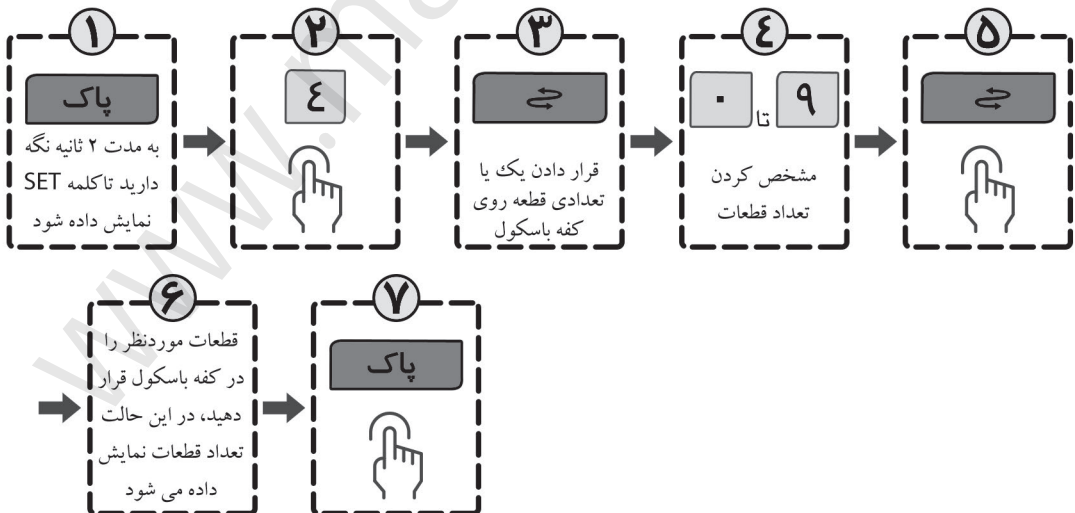 ۱
پاک
به مدت ۲ ثانیه نگه
دارید تاکلمه SET
نمایش داده شود
۲
٤
۳
قرار دادن یک یا
تعدادی قطعه روی
کفه باسکول
٤
۰ تا ۹
مشخص کردن
تعداد قطعات
۵
۶
قطعات موردنظر را
در کفه باسکول قرار
دهید، در این حالت
تعداد قطعات نمایش
داده می شود
۷
پاک